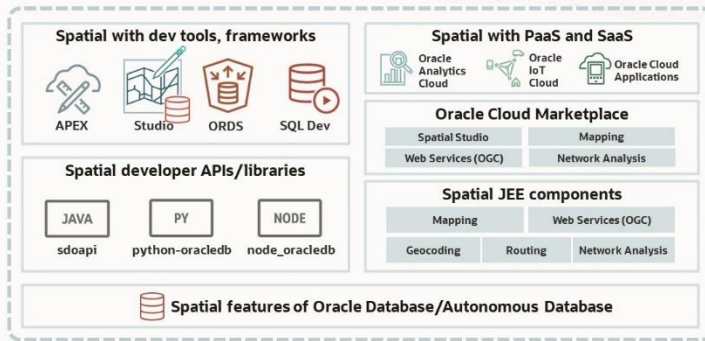 Spatial with dev tools, frameworks
APEX
Studio
ORDS
SQL Dev
Spatial developer APIs/libraries
JAVA
PY
NODE
sdoapi
python-oracledb
node_oracledb
Spatial with PaaS and SaaS
Oracle
Analytics
Cloud
Oracle
IoT
Cloud
Oracle Cloud
Applications
Oracle Cloud Marketplace
Spatial Studio
Mapping
Web Services (OGC)
Network Analysis
Spatial JEE components
Mapping
Web Services (OGC)
Geocoding
Routing
Network Analysis
Spatial features of Oracle Database/Autonomous Database